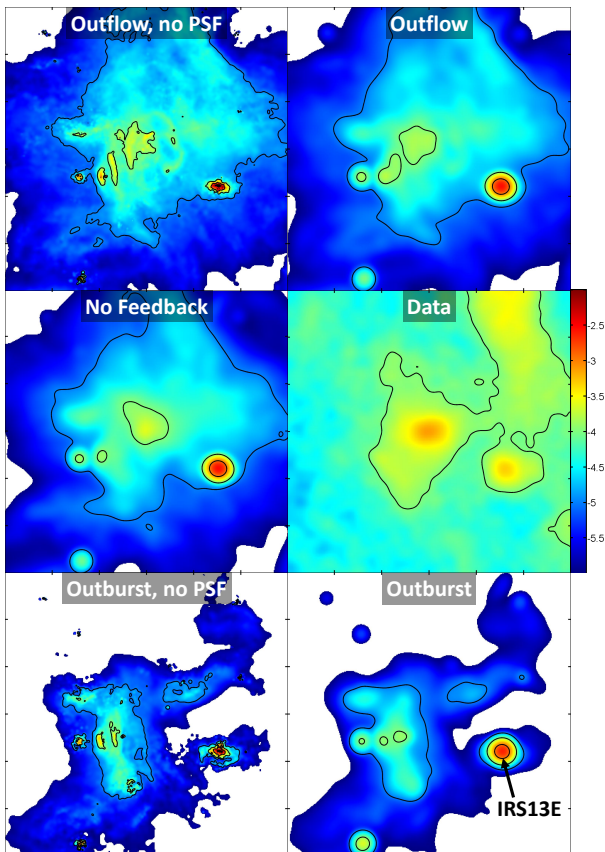 Outflow, no PSF
Outflow
No Feedback
Data
-2.5
-3
-3.5
-4
-4.5
-5
-5.5
Outburst, no PSF
Outburst
IRS13E